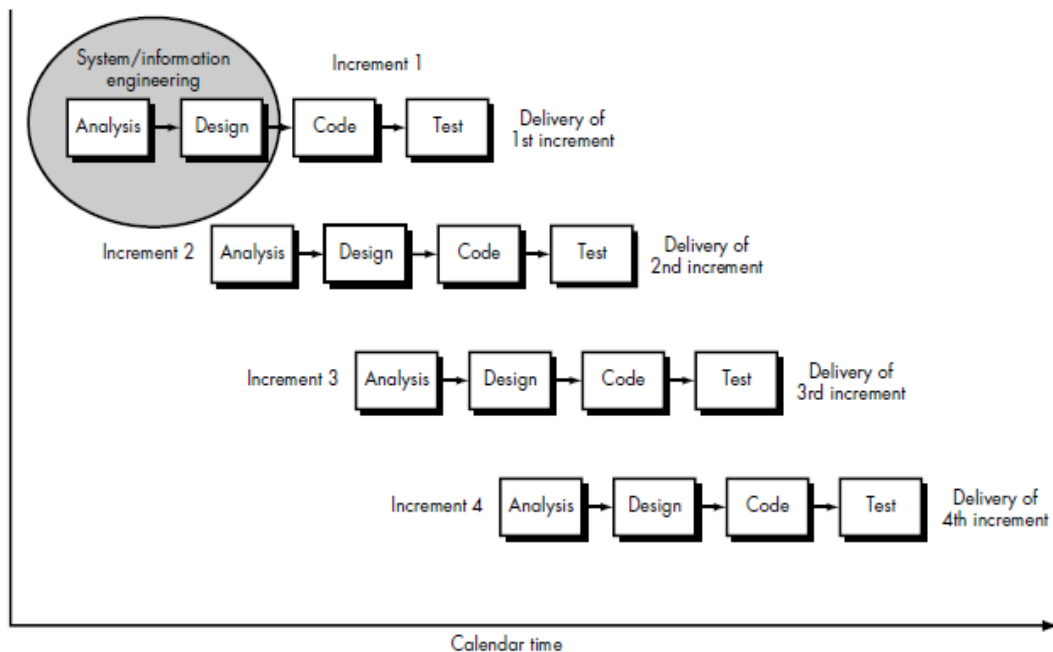 System/information
engineering
Increment 1
Analysis
Design
Code
Test
Delivery of
1st increment
Increment 2
Analysis
Design
Code
Test
Delivery of
2nd increment
Increment 3
Analysis
Design
Code
Test
Delivery of
3rd increment
Increment 4
Analysis
Design
Code
Test
Delivery of
4th increment
Calendar time